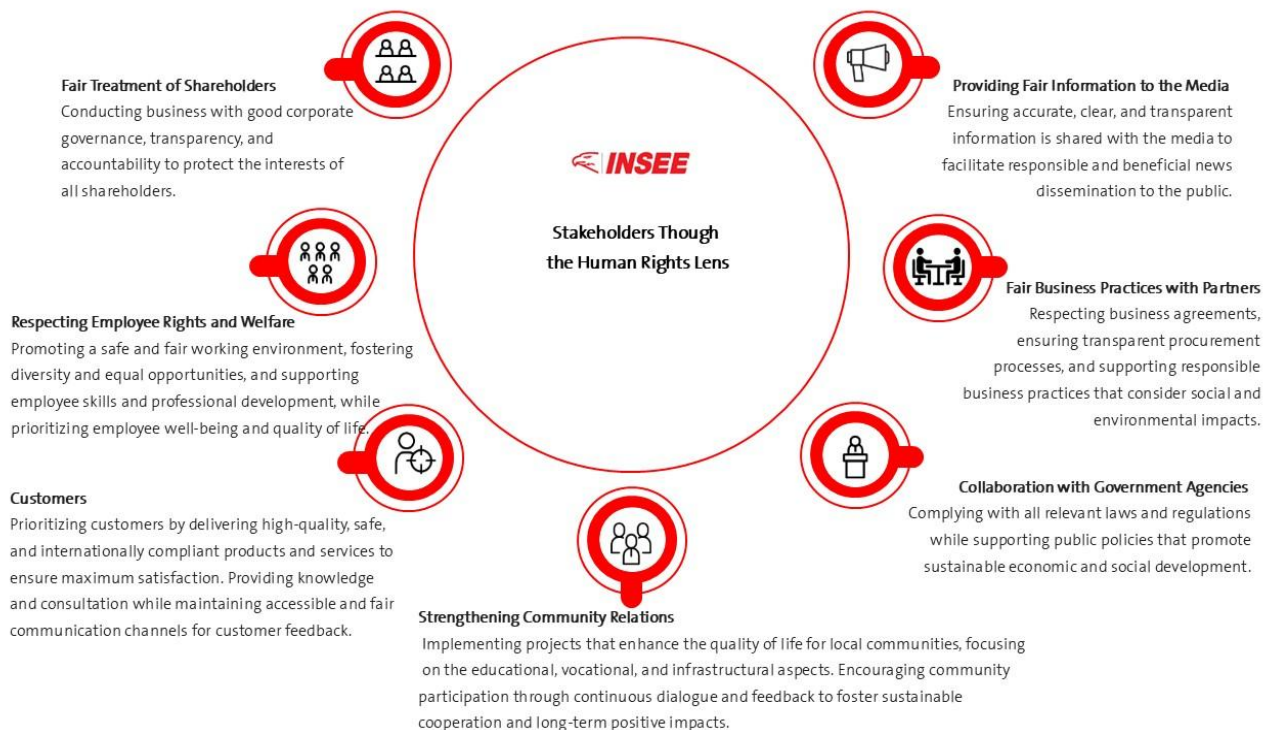 Fair Treatment of Shareholders
Conducting business with good corporate
governance, transparency, and
accountability to protect the interests of
all shareholders.
Respecting Employee Rights and Welfare
Promoting a safe and fair working environment, fostering
diversity and equal opportunities, and supporting
employee skills and professional development, while
prioritizing employee well-being and quality of life.
Customers
Prioritizing customers by delivering high-quality, safe,
and internationally compliant products and services to
ensure maximum satisfaction. Providing knowledge
and consultation while maintaining accessible and fair
communication channels for customer feedback.
INSEE
Stakeholders Though
the Human Rights Lens
Strengthening Community Relations
Implementing projects that enhance the quality of life for local communities, focusing
on the educational, vocational, and infrastructural aspects. Encouraging community
participation through continuous dialogue and feedback to foster sustainable
cooperation and long-term positive impacts.
Providing Fair Information to the Media
Ensuring accurate, clear, and transparent
information is shared with the media to
facilitate responsible and beneficial news
dissemination to the public.
Fair Business Practices with Partners
Respecting business agreements,
ensuring transparent procurement
processes, and supporting responsible
business practices that consider social and
environmental impacts.
Collaboration with Government Agencies
Complying with all relevant laws and regulations
while supporting public policies that promote
sustainable economic and social development.